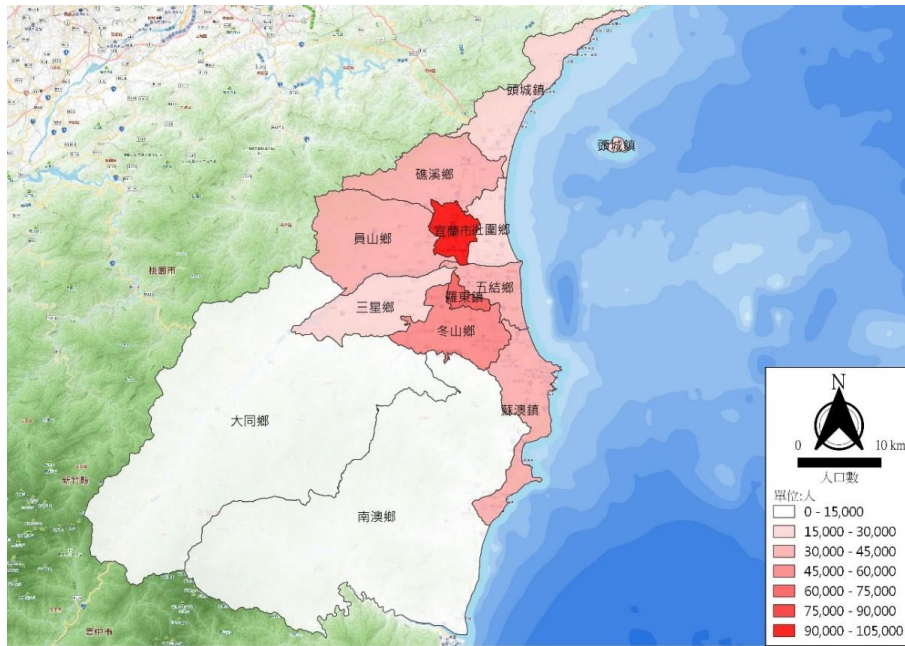 頭城鎮
頭城鎮
礁溪鄉
宜蘭市
壯圍鄉
員山鄉
桃園市
五結鄉
羅東鎮
三星鄉
冬山鄉
大同鄉
蘇澳鎮
新竹縣
南澳鄉
臺中市
N
0 10 km
人口數
單位:人
0 - 15,000
15,000 - 30,000
30,000 - 45,000
45,000 - 60,000
60,000 - 75,000
75,000 - 90,000
90,000 - 105,000